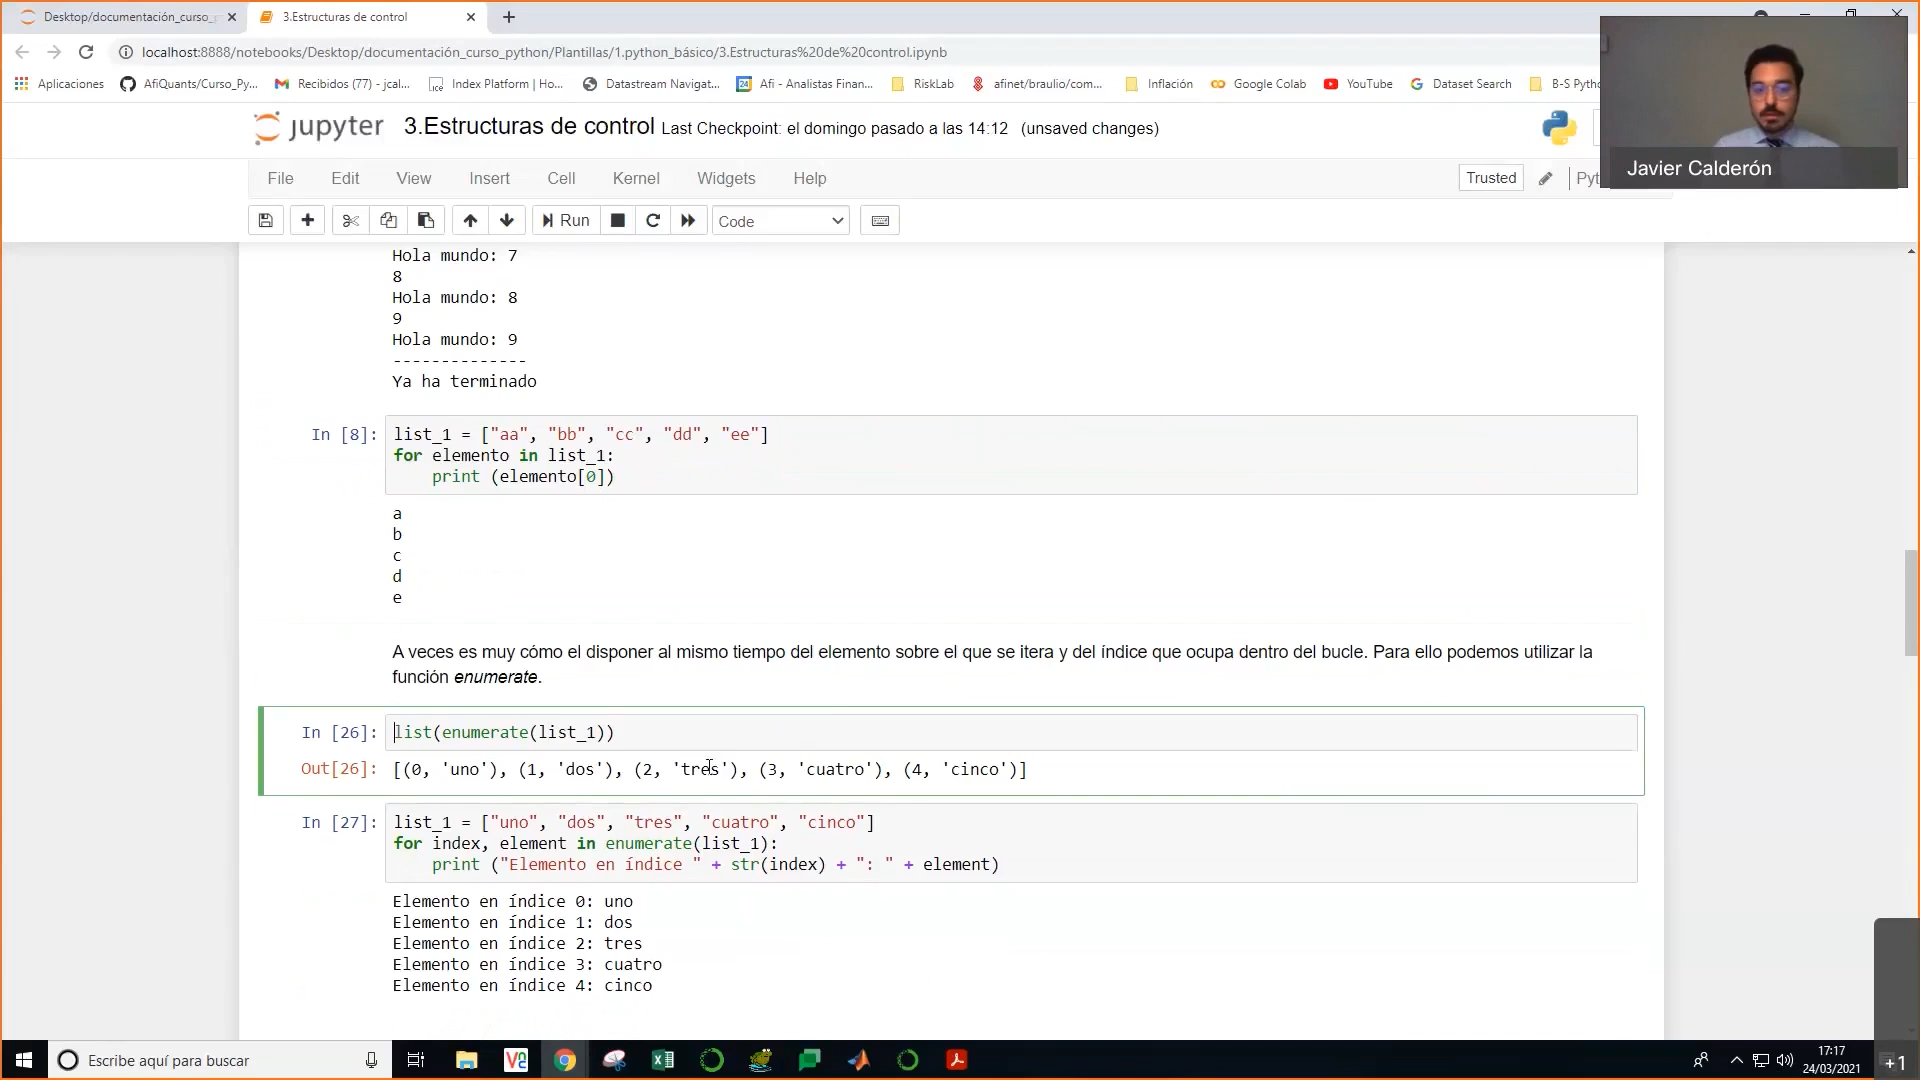 Desktop/documentación_curso_p
3.Estructuras de control
localhost:8888/notebooks/Desktop/documentación_curso_python/Plantillas/1.python_básico/3.Estructuras%20de%20control.ipynb
Aplicaciones
AfiQuants/Curso_Py...
Recibidos (77) - jcal...
Index Platform | Ho...
Datastream Navigat...
Afi - Analistas Finan...
RiskLab
afinet/braulio/com...
Inflación
Google Colab
YouTube
Dataset Search
B-S Pytho
jupyter 3.Estructuras de control Last Checkpoint: el domingo pasado a las 14:12 (unsaved changes)
Javier Calderón
File Edit View Insert Cell Kernel Widgets Help Trusted Pyt
Run Code
Hola mundo: 7
8
Hola mundo: 8
9
Hola mundo: 9
--------------
Ya ha terminado
In [8]: list_1 = ["aa", "bb", "cc", "dd", "ee"]
for elemento in list_1:
print (elemento[0])
a
b
c
d
e
A veces es muy cómo el disponer al mismo tiempo del elemento sobre el que se itera y del índice que ocupa dentro del bucle. Para ello podemos utilizar la
función enumerate.
In [26]: list(enumerate(list_1))
Out[26]: [(0, 'uno'), (1, 'dos'), (2, 'tres'), (3, 'cuatro'), (4, 'cinco')]
In [27]: list_1 = ["uno", "dos", "tres", "cuatro", "cinco"]
for index, element in enumerate(list_1):
print ("Elemento en índice " + str(index) + ": " + element)
Elemento en índice 0: uno
Elemento en índice 1: dos
Elemento en índice 2: tres
Elemento en índice 3: cuatro
Elemento en índice 4: cinco
Escribe aquí para buscar
17:17
24/03/2021
+1